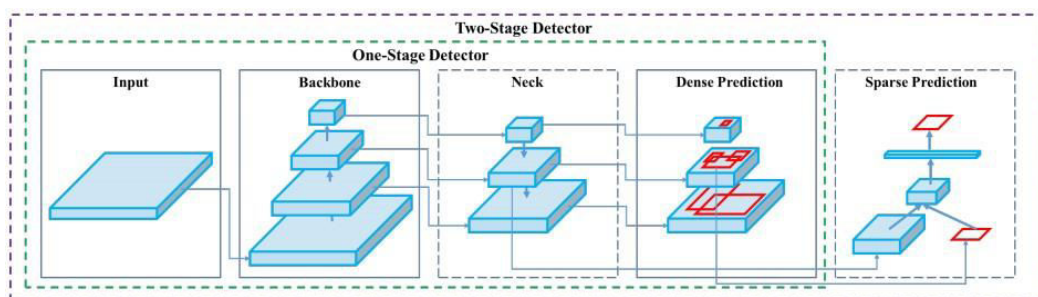 Two-Stage Detector
One-Stage Detector
Input
Backbone
Neck
Dense Prediction
Sparse Prediction